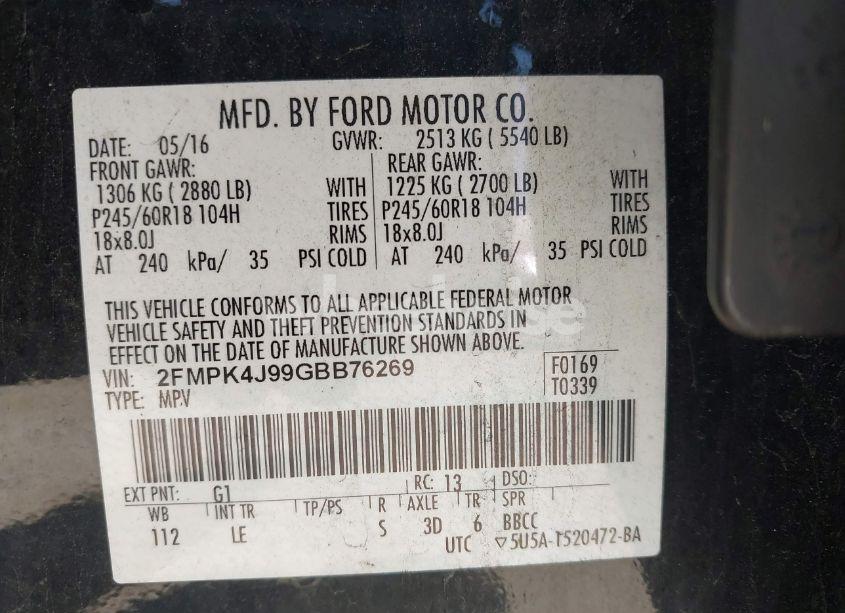 MFD. BY FORD MOTOR CO.
DATE: 05/16 GVWR: 2513 KG ( 5540 LB)
FRONT GAWR: REAR GAWR:
1306 KG ( 2880 LB) WITH 1225 KG ( 2700 LB) WITH
P245/60R18 104H TIRES P245/60R18 104H TIRES
18x8.0J RIMS 18x8.0J RIMS
AT 240 kPa/ 35 PSI COLD AT 240 kPa/ 35 PSI COLD
THIS VEHICLE CONFORMS TO ALL APPLICABLE FEDERAL MOTOR
VEHICLE SAFETY AND THEFT PREVENTION STANDARDS IN
EFFECT ON THE DATE OF MANUFACTURE SHOWN ABOVE.
VIN: 2FMPK4J99GBB76269 F0169
TYPE: MPV T0339
EXT PNT: G1 RC: 13 DSO:
WB INT TR TP/PS R AXLE TR SPR
112 LE S 3D 6 BBCC
UTC ▽5U5A-1520472-BA